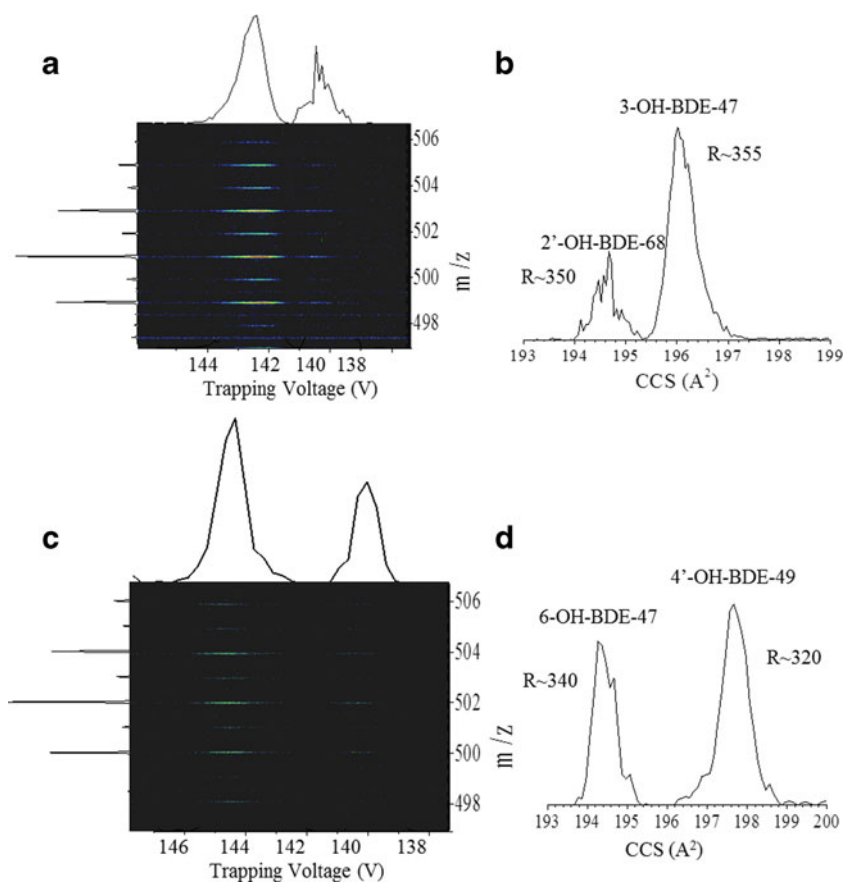 a
506
504
502
500
498
m/z
144 142 140 138
Trapping Voltage (V)
b
3-OH-BDE-47
R~355
2'-OH-BDE-68
R~350
193 194 195 196 197 198 199
CCS (A²)
c
506
504
502
500
498
m/z
146 144 142 140 138
Trapping Voltage (V)
d
4'-OH-BDE-49
6-OH-BDE-47
R~320
R~340
193 194 195 196 197 198 199 200
CCS (A²)